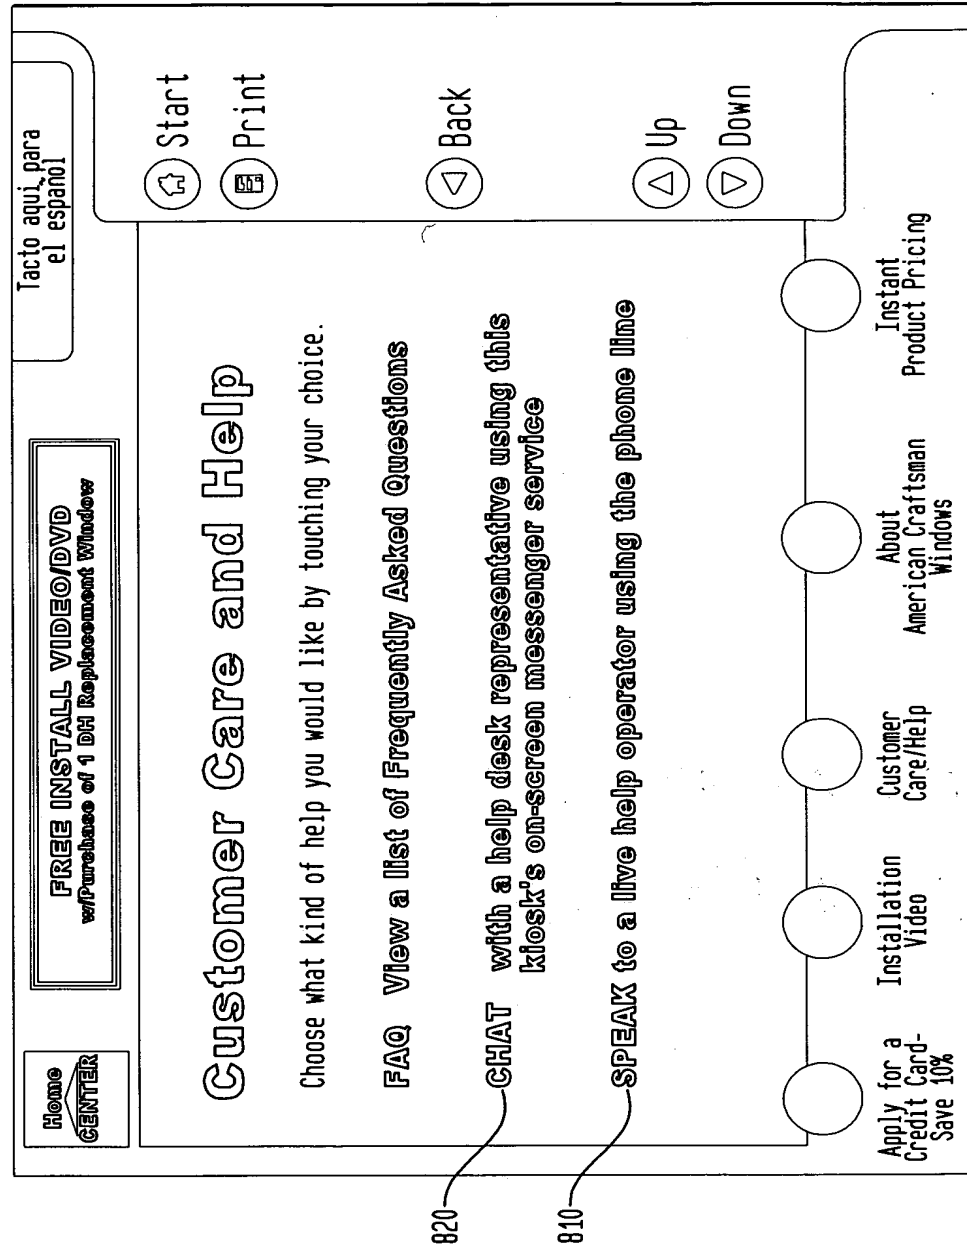 Home
CENTER
FREE INSTALL VIDEO/DVD
w/Purchase of 1 DH Replacement Window
Tacto aquí, para
el español
Customer Care and Help
Choose what kind of help you would like by touching your choice.
FAQ View a list of Frequently Asked Questions
820
CHAT with a help desk representative using this
kiosk's on-screen messenger service
810
SPEAK to a live help operator using the phone line
Start
Print
Back
Up
Down
Apply for a
Credit Card-
Save 10%
Installation
Video
Customer
Care/Help
About
American Craftsman
Windows
Instant
Product Pricing